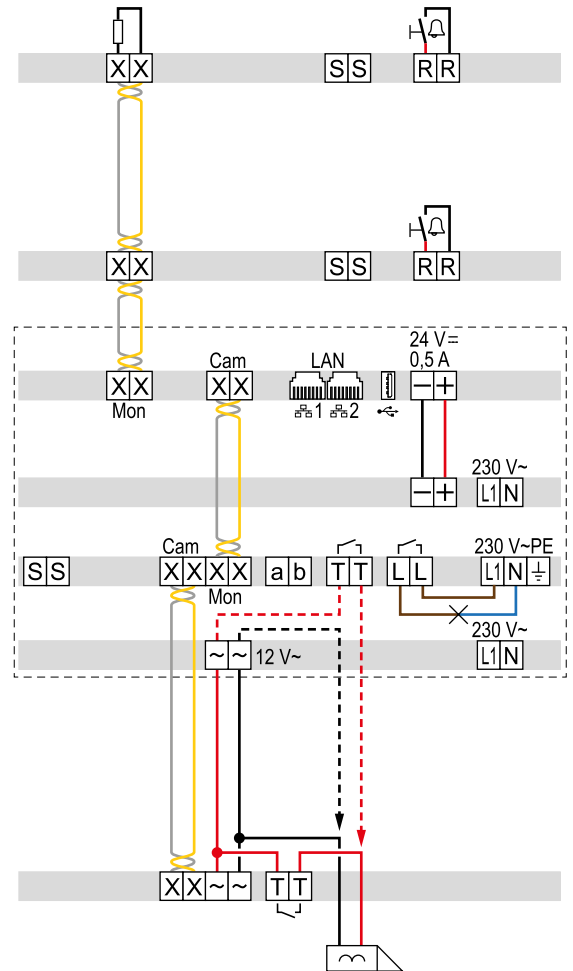 X X S S R R
X X S S R R
24 V⎓
Cam LAN 0,5 A
X X X X − +
Mon 1 2
230 V~
− + L1 N
Cam 230 V~PE
S S X X X X a b T T L L L1 N
Mon
230 V~
~ ~ 12 V~ L1 N
X X ~ ~ T T